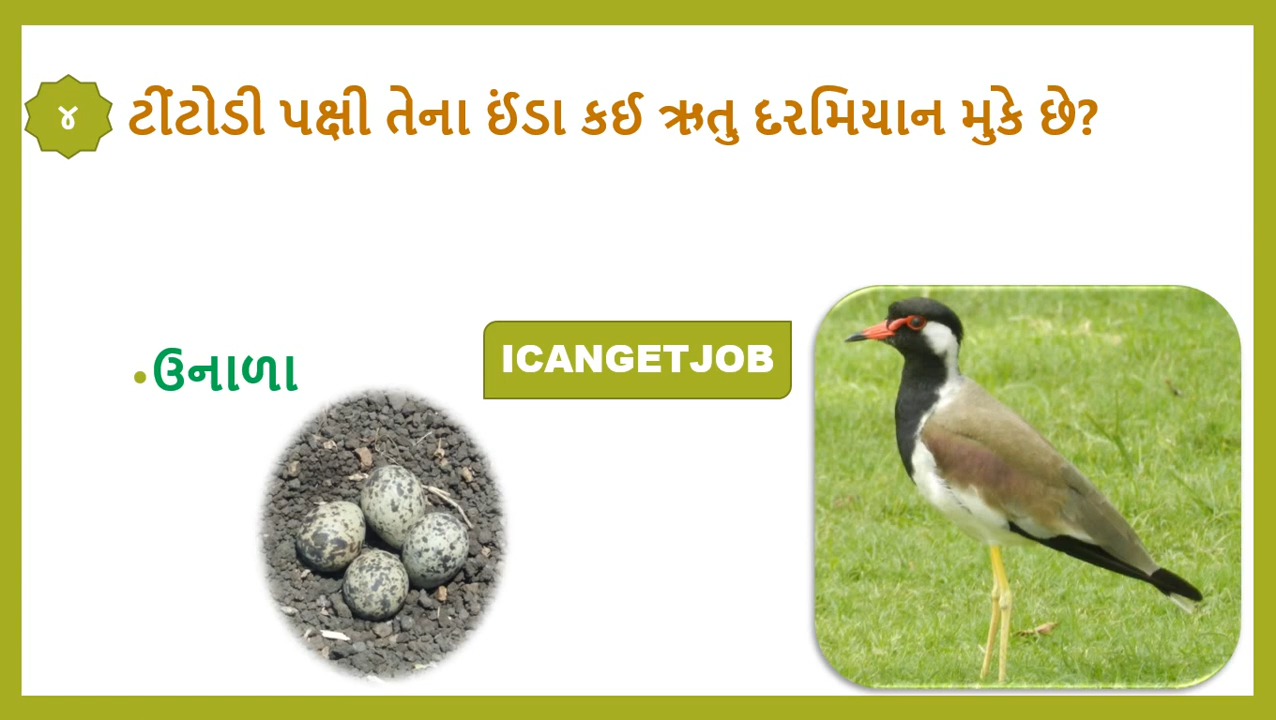 ૪ ટીંટોડી પક્ષી તેના ઈંડા કઈ ઋતુ દરમિયાન મુકે છે?
ICANGETJOB
•ઉનાળા